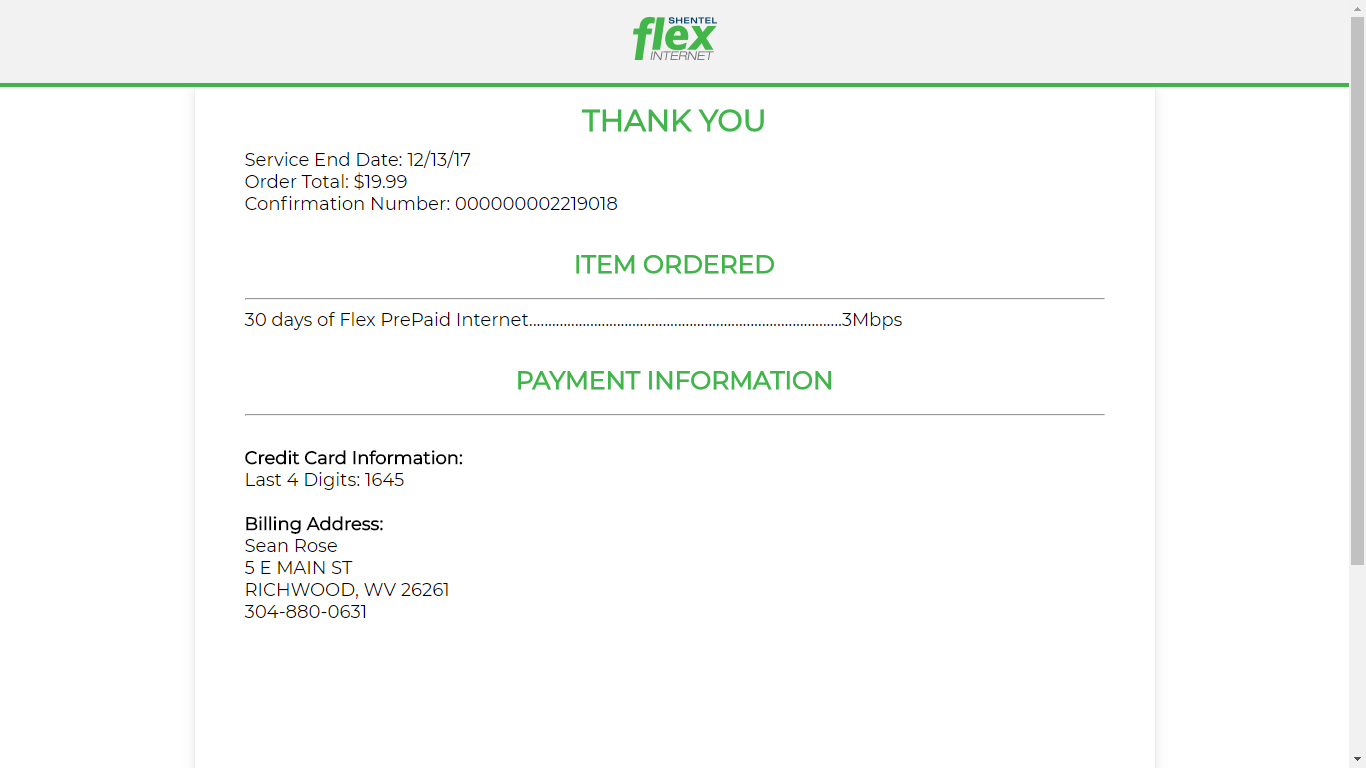 SHENTEL
flex
INTERNET
THANK YOU
Service End Date: 12/13/17
Order Total: $19.99
Confirmation Number: 000000002219018
ITEM ORDERED
30 days of Flex PrePaid Internet..................................................................................3Mbps
PAYMENT INFORMATION
Credit Card Information:
Last 4 Digits: 1645
Billing Address:
Sean Rose
5 E MAIN ST
RICHWOOD, WV 26261
304-880-0631